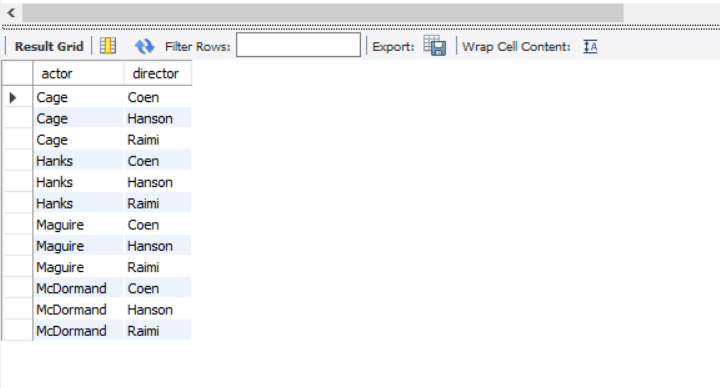 Result Grid Filter Rows: Export: Wrap Cell Content: IA
actor director
Cage Coen
Cage Hanson
Cage Raimi
Hanks Coen
Hanks Hanson
Hanks Raimi
Maguire Coen
Maguire Hanson
Maguire Raimi
McDormand Coen
McDormand Hanson
McDormand Raimi